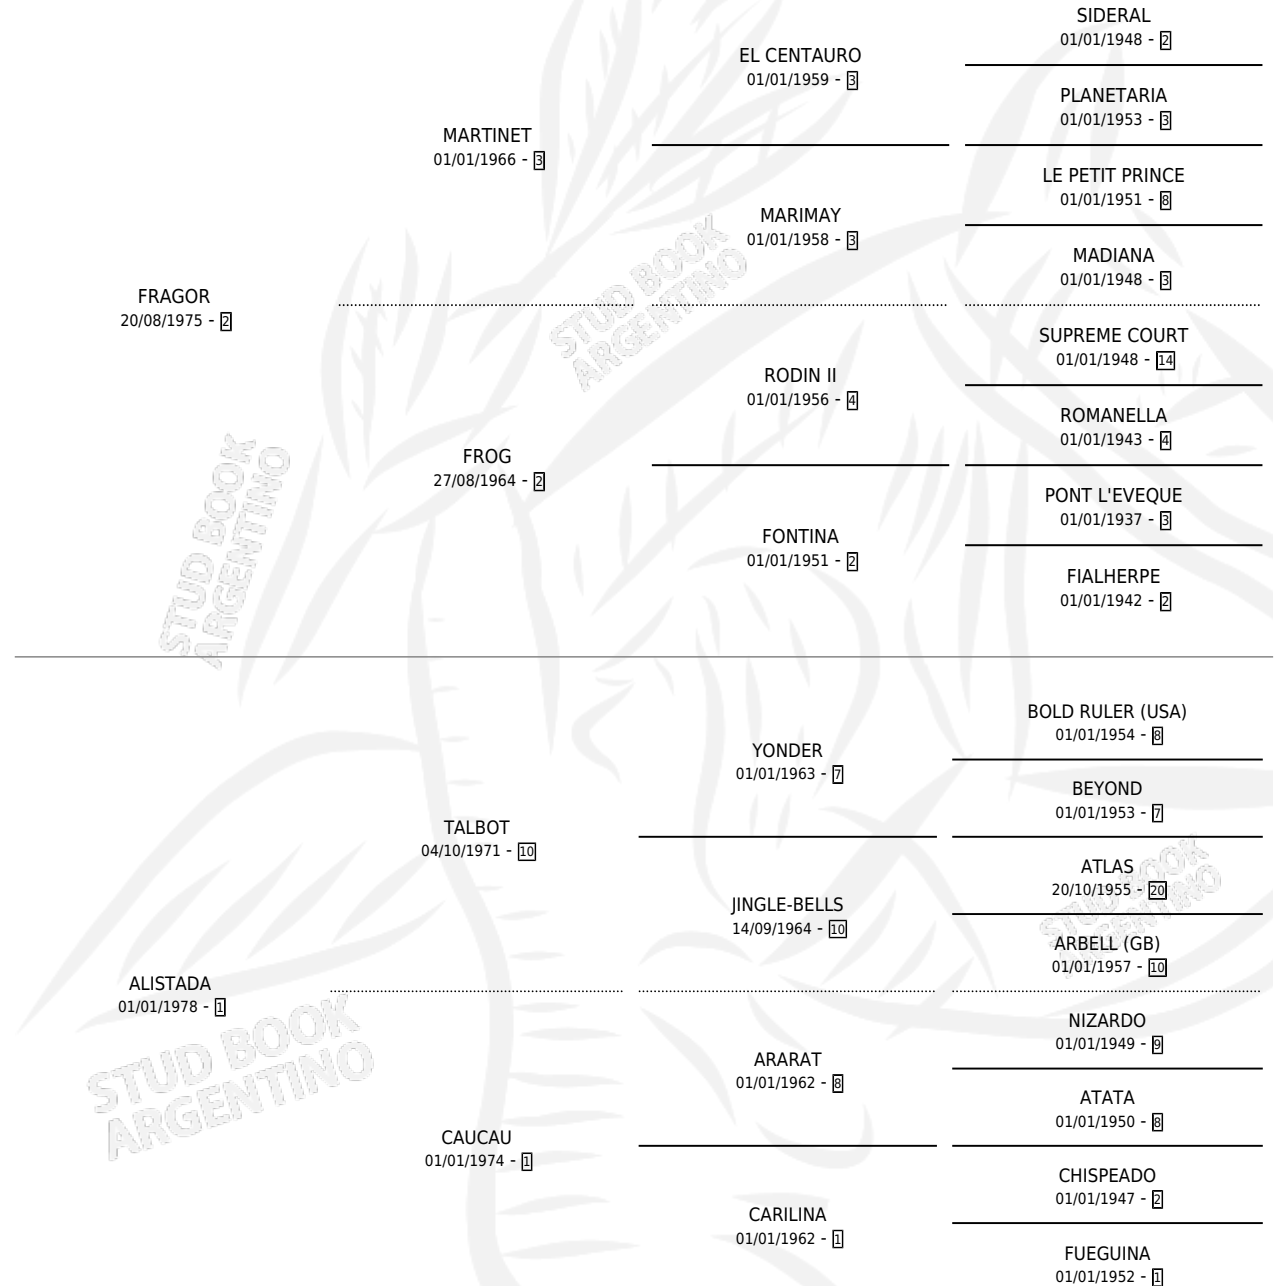 SIDERAL
01/01/1948 - 2
EL CENTAURO
01/01/1959 - 3
PLANETARIA
01/01/1953 - 3
MARTINET
01/01/1966 - 3
LE PETIT PRINCE
01/01/1951 - 8
MARIMAY
01/01/1958 - 3
MADIANA
01/01/1948 - 3
FRAGOR
20/08/1975 - 2
SUPREME COURT
01/01/1948 - 14
RODIN II
01/01/1956 - 4
ROMANELLA
01/01/1943 - 4
FROG
27/08/1964 - 2
PONT L'EVEQUE
01/01/1937 - 3
FONTINA
01/01/1951 - 2
FIALHERPE
01/01/1942 - 2
STUD BOOK
ARGENTINO
STUD BOOK
ARGENTINO
BOLD RULER (USA)
01/01/1954 - 8
YONDER
01/01/1963 - 7
BEYOND
01/01/1953 - 7
TALBOT
04/10/1971 - 10
ATLAS
20/10/1955 - 20
JINGLE-BELLS
14/09/1964 - 10
ARBELL (GB)
01/01/1957 - 10
ALISTADA
01/01/1978 - 1
NIZARDO
01/01/1949 - 9
ARARAT
01/01/1962 - 8
ATATA
01/01/1950 - 8
CAUCAU
01/01/1974 - 1
CHISPEADO
01/01/1947 - 2
CARILINA
01/01/1962 - 1
FUEGUINA
01/01/1952 - 1
STUD BOOK
ARGENTINO
STUD BOOK
ARGENTINO